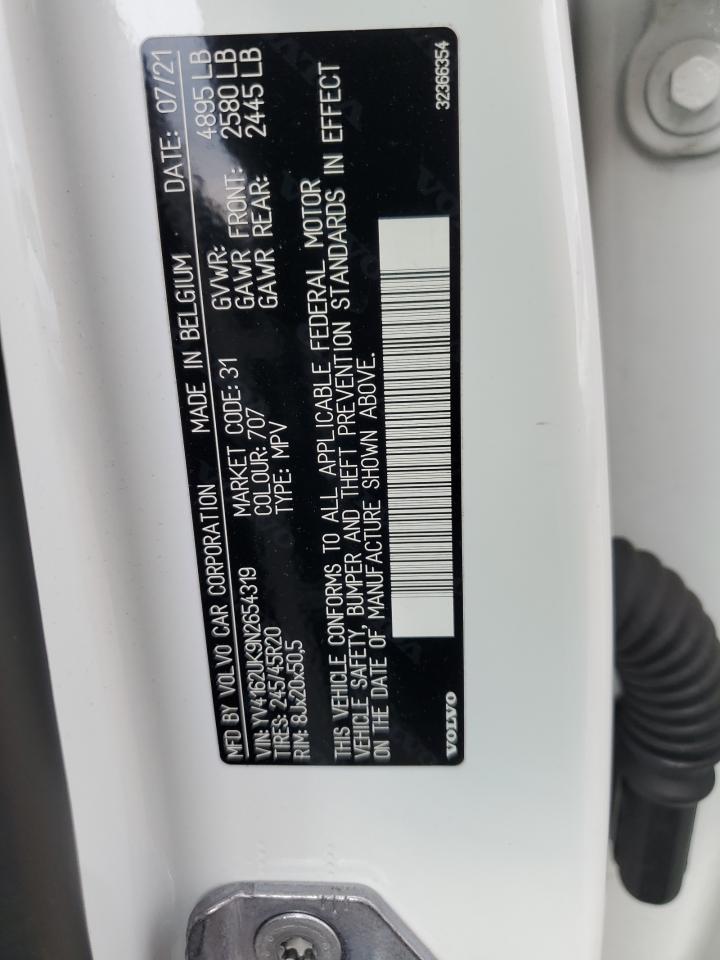 MFD BY VOLVO CAR CORPORATION MADE IN BELGIUM DATE: 07/21
VIN: YV4162UK9N2654319 MARKET CODE: 31 GVWR: 4895 LB
TIRES: 245/45R20 COLOUR: 707 GAWR FRONT: 2580 LB
RIM: 8Jx20x50,5 TYPE: MPV GAWR REAR: 2445 LB
THIS VEHICLE CONFORMS TO ALL APPLICABLE FEDERAL MOTOR
VEHICLE SAFETY, BUMPER AND THEFT PREVENTION STANDARDS IN EFFECT
ON THE DATE OF MANUFACTURE SHOWN ABOVE.
VOLVO 32366354